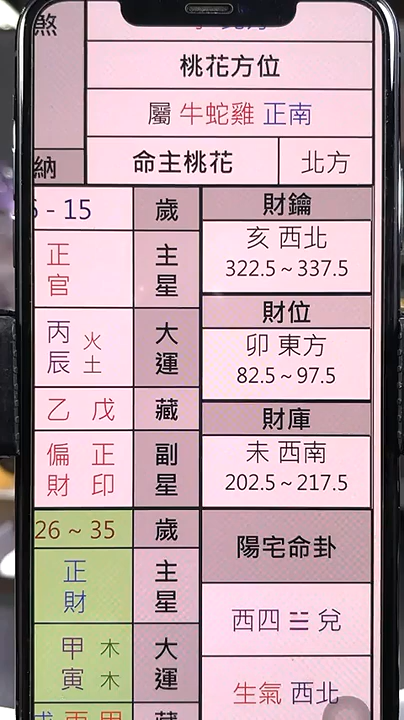 煞
桃花方位
屬 牛蛇雞 正南
納 命主桃花 北方
- 15 歲 財鑰
正官 主星 亥 西北
322.5～337.5
丙辰 火土 大運 財位
卯 東方
82.5～97.5
乙 戊 藏 財庫
偏財 正印 副星 未 西南
202.5～217.5
26～35 歲 陽宅命卦
正財 主星 西四 ☱ 兌
甲寅 木木 大運 生氣 西北
藏